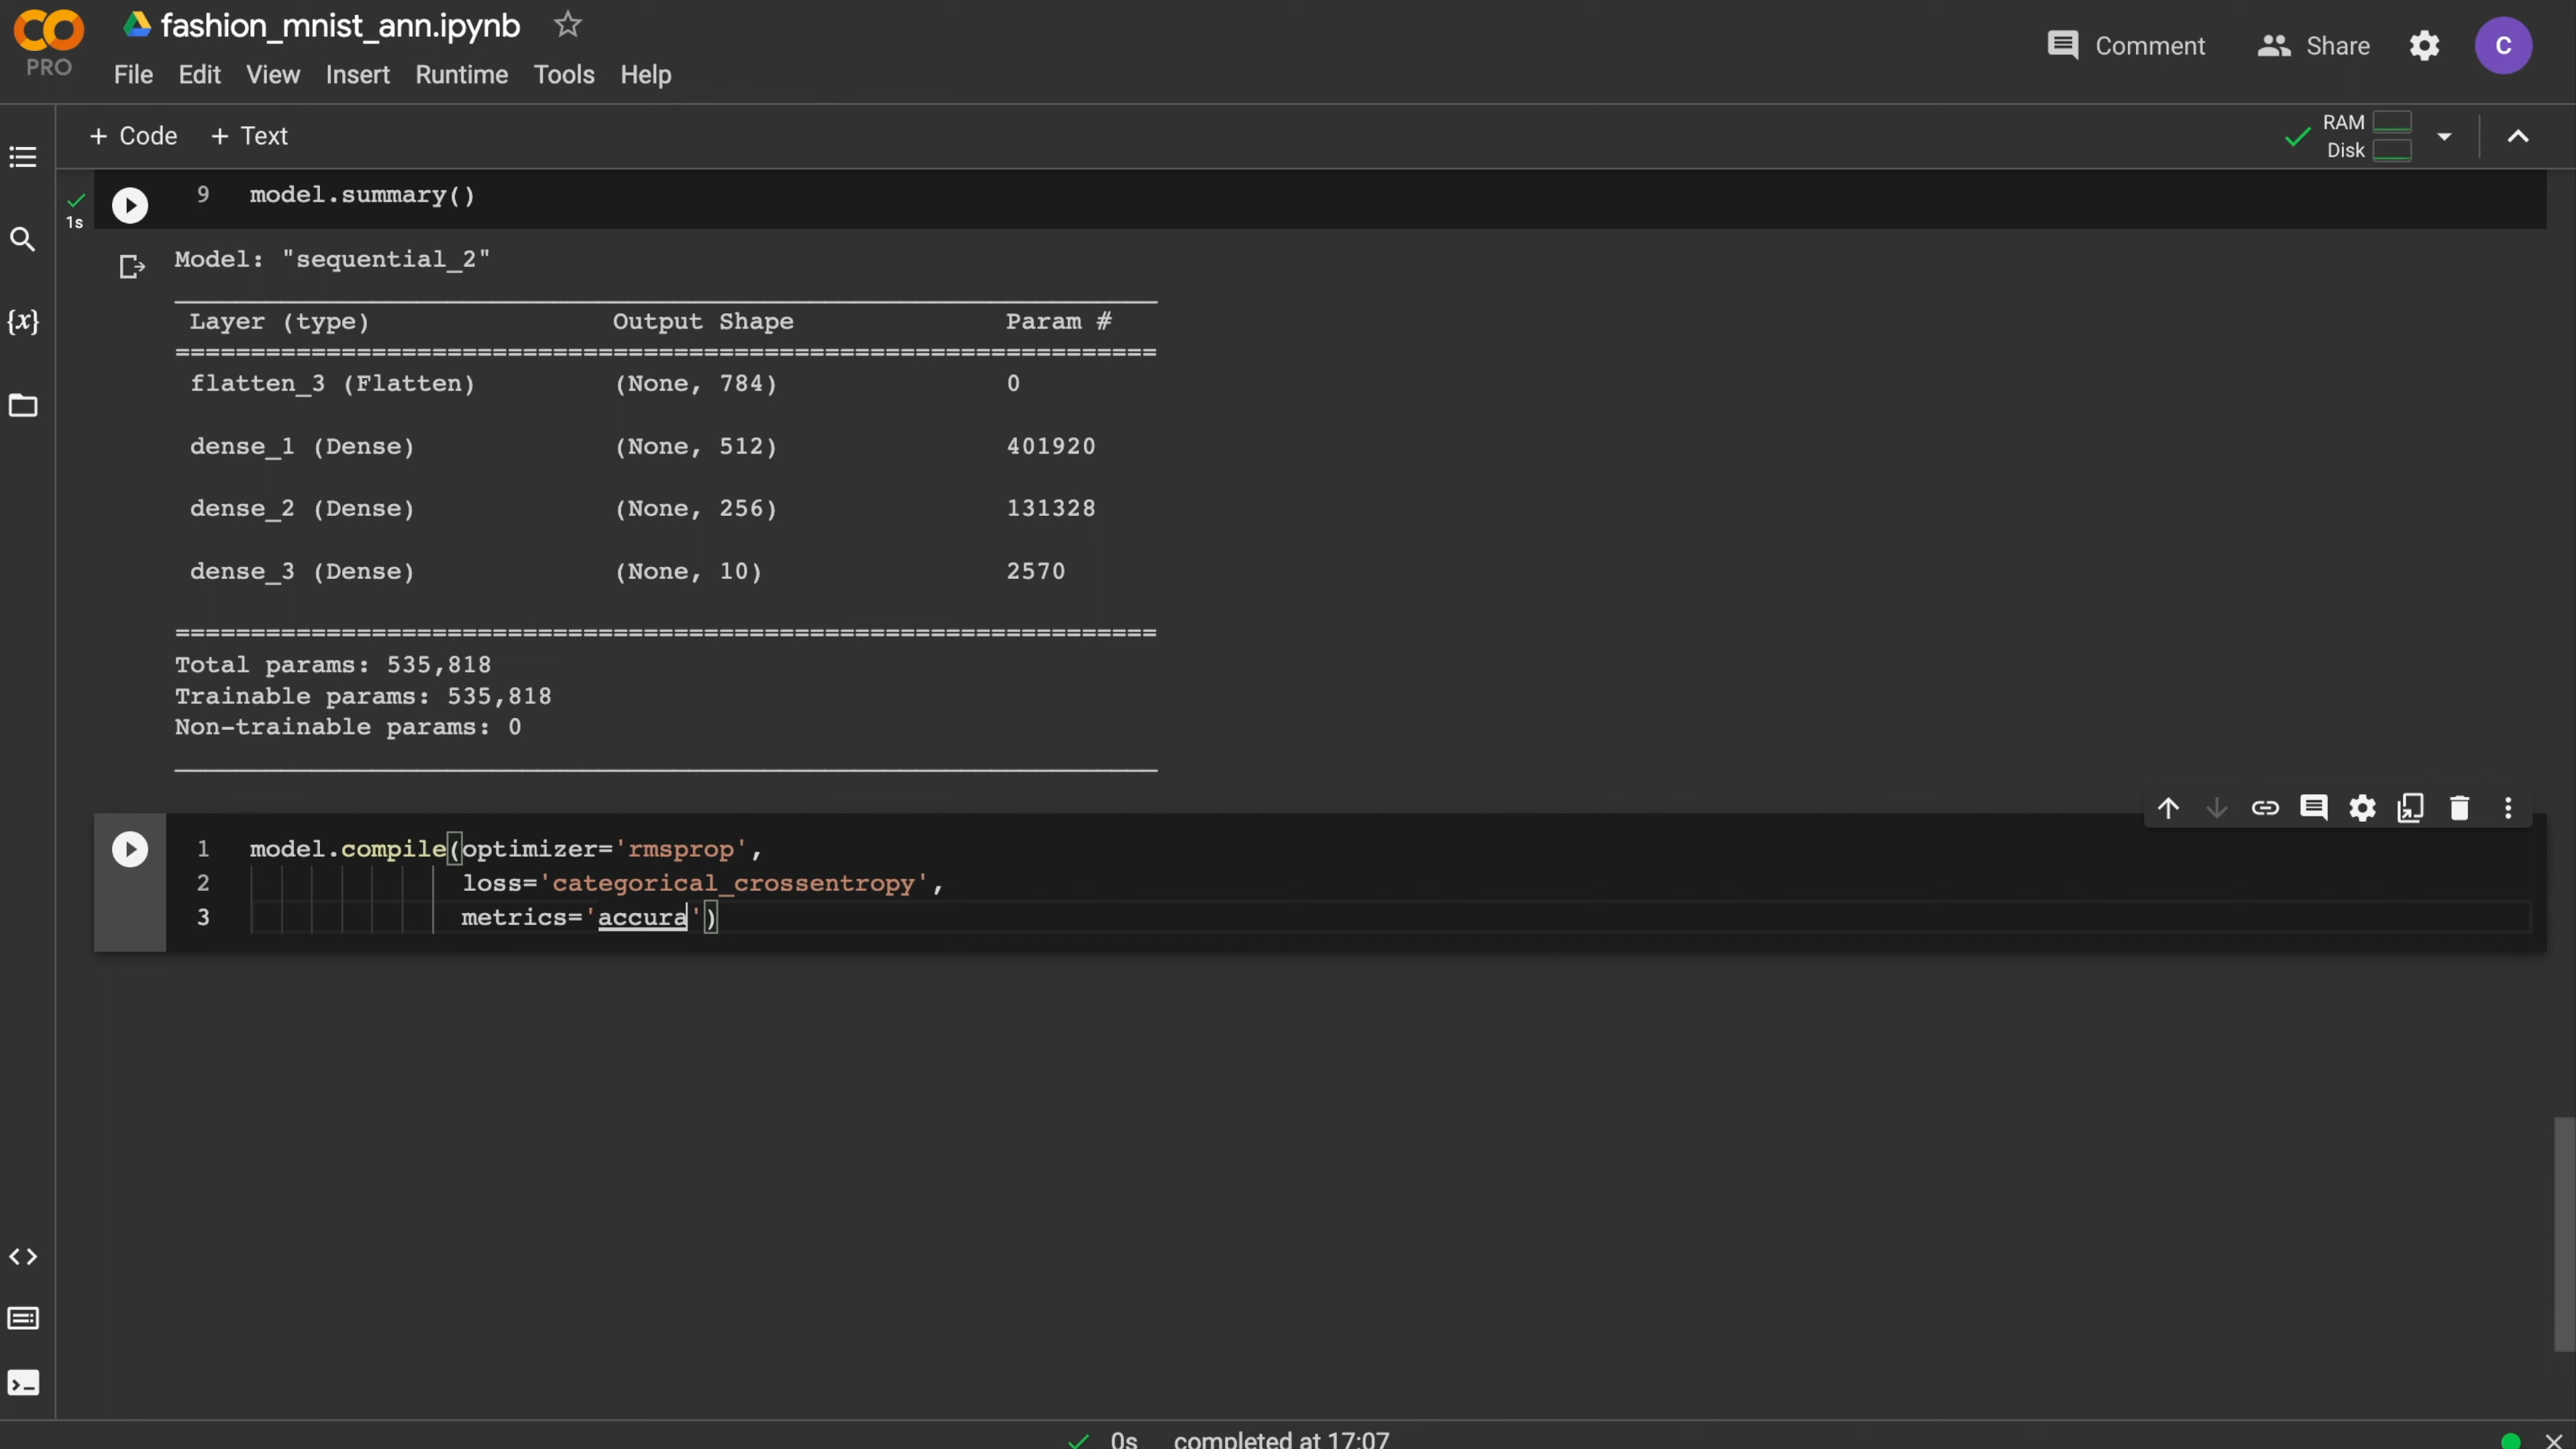 fashion_mnist_ann.ipynb
PRO
File Edit View Insert Runtime Tools Help
Comment Share C
+ Code + Text
RAM
Disk
1s
9 model.summary()
Model: "sequential_2"
Layer (type) Output Shape Param #
=================================================================
flatten_3 (Flatten) (None, 784) 0
dense_1 (Dense) (None, 512) 401920
dense_2 (Dense) (None, 256) 131328
dense_3 (Dense) (None, 10) 2570
=================================================================
Total params: 535,818
Trainable params: 535,818
Non-trainable params: 0
1 model.compile(optimizer='rmsprop',
2 loss='categorical_crossentropy',
3 metrics='accura')
{x}
0s completed at 17:07